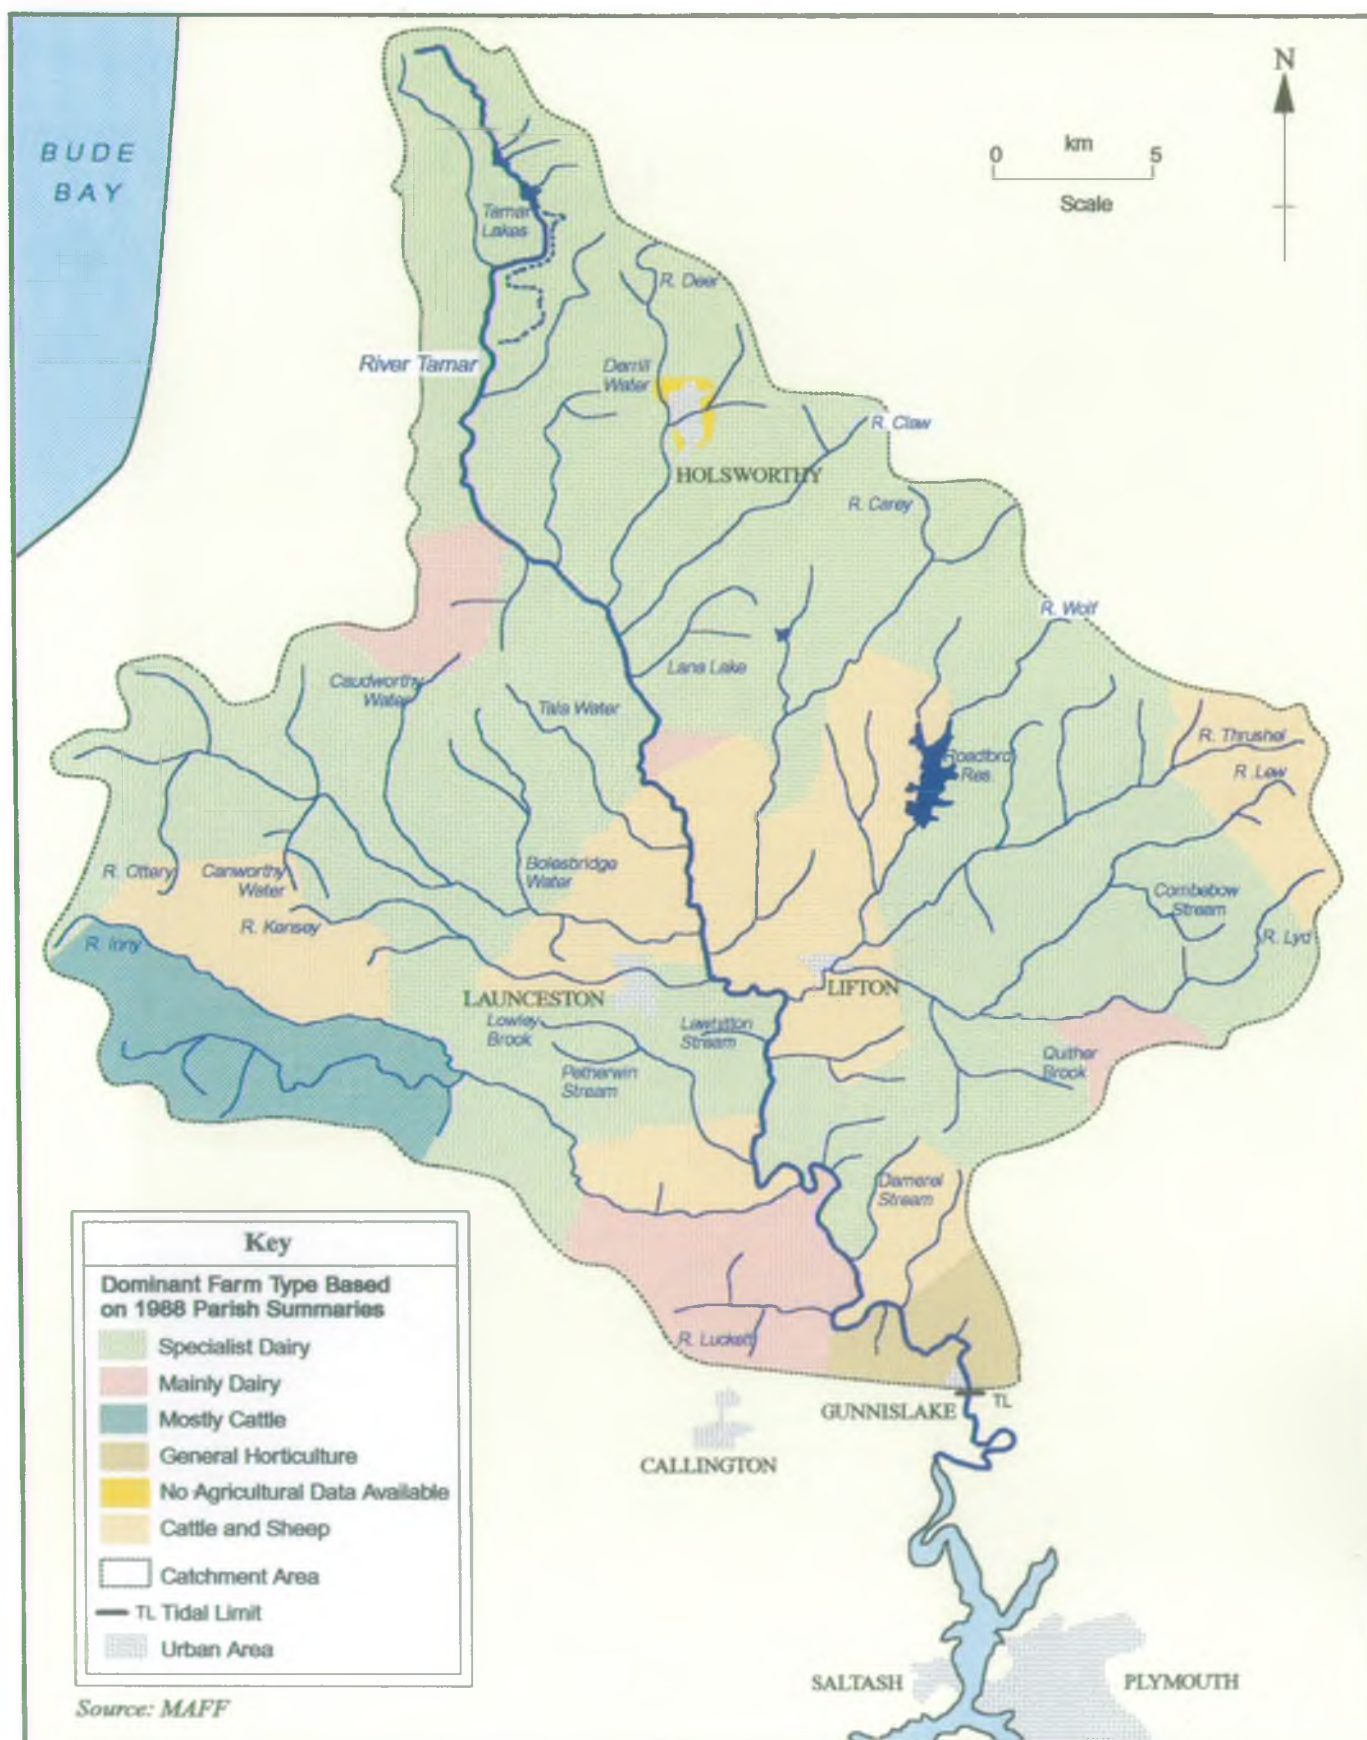 BUDE
BAY
N
0 km 5
Scale
Tamar
Lakes
R. Deer
River Tamar
Derrill
Water
R. Claw
HOLSWORTHY
R. Carey
R. Wolf
Lana Lake
Caudworthy
Water
Tala Water
R. Thrushel
Roadford
Res.
R. Lew
R. Ottery
Canworthy
Water
Bolesbridge
Water
Combebow
Stream
R. Kensey
R. Inny
R. Lyd
LAUNCESTON
LIFTON
Lowley
Brook
Lawhitton
Stream
Quither
Brook
Petherwin
Stream
Damerel
Stream
R. Luckett
GUNNISLAKE
TL
CALLINGTON
SALTASH
PLYMOUTH
Key
Dominant Farm Type Based
on 1988 Parish Summaries
Specialist Dairy
Mainly Dairy
Mostly Cattle
General Horticulture
No Agricultural Data Available
Cattle and Sheep
Catchment Area
TL Tidal Limit
Urban Area
Source: MAFF